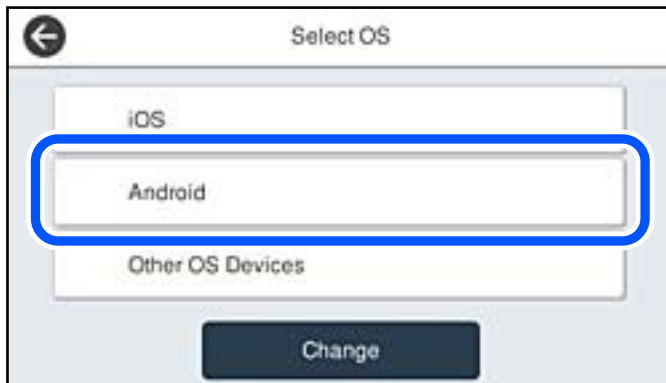 Select OS
iOS
Android
Other OS Devices
Change